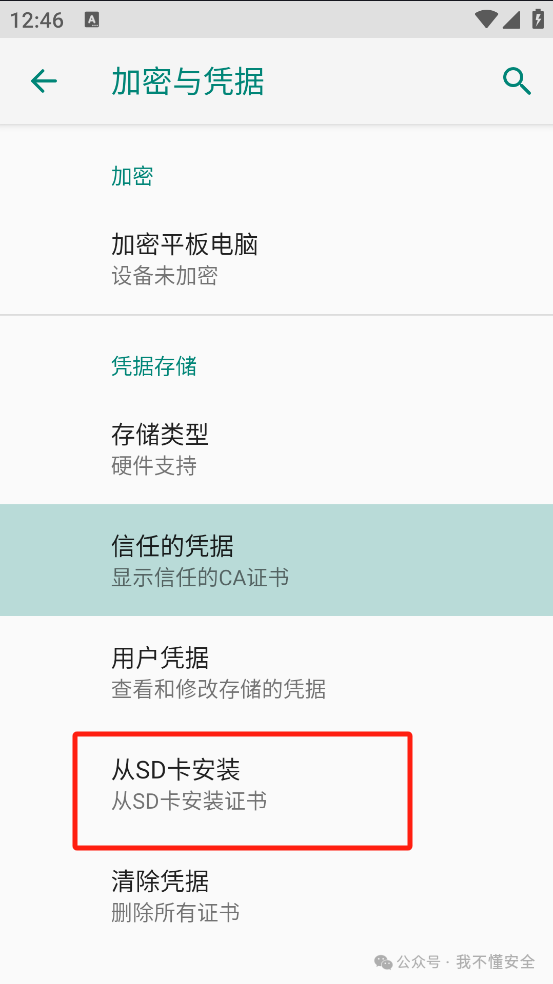 12:46
A
加密与凭据
加密
加密平板电脑
设备未加密
凭据存储
存储类型
硬件支持
信任的凭据
显示信任的CA证书
用户凭据
查看和修改存储的凭据
从SD卡安装
从SD卡安装证书
清除凭据
删除所有证书
公众号 · 我不懂安全